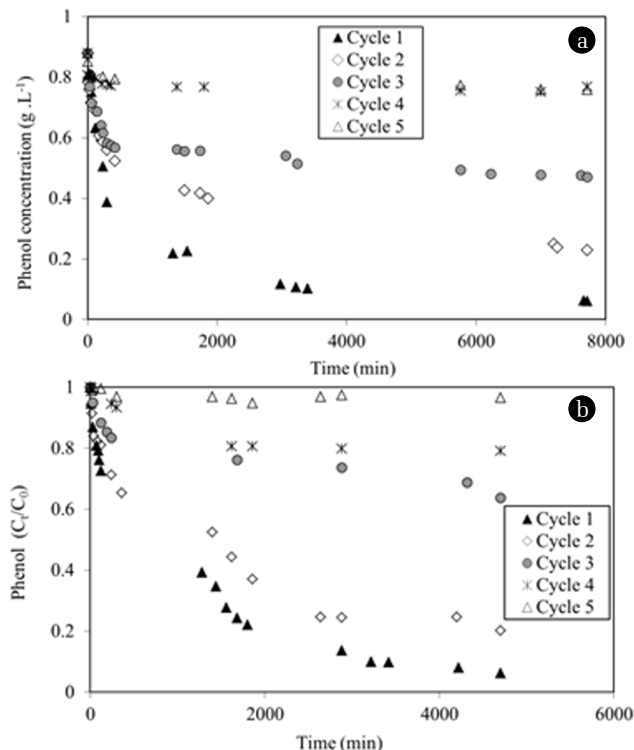 1
0.8
0.6
0.4
0.2
0
Phenol concentration (g .L-1)
a
Cycle 1
Cycle 2
Cycle 3
Cycle 4
Cycle 5
0 2000 4000 6000 8000
Time (min)
1
0.8
0.6
0.4
0.2
0
Phenol (Ct/C0)
b
Cycle 1
Cycle 2
Cycle 3
Cycle 4
Cycle 5
0 2000 4000 6000
Time (min)